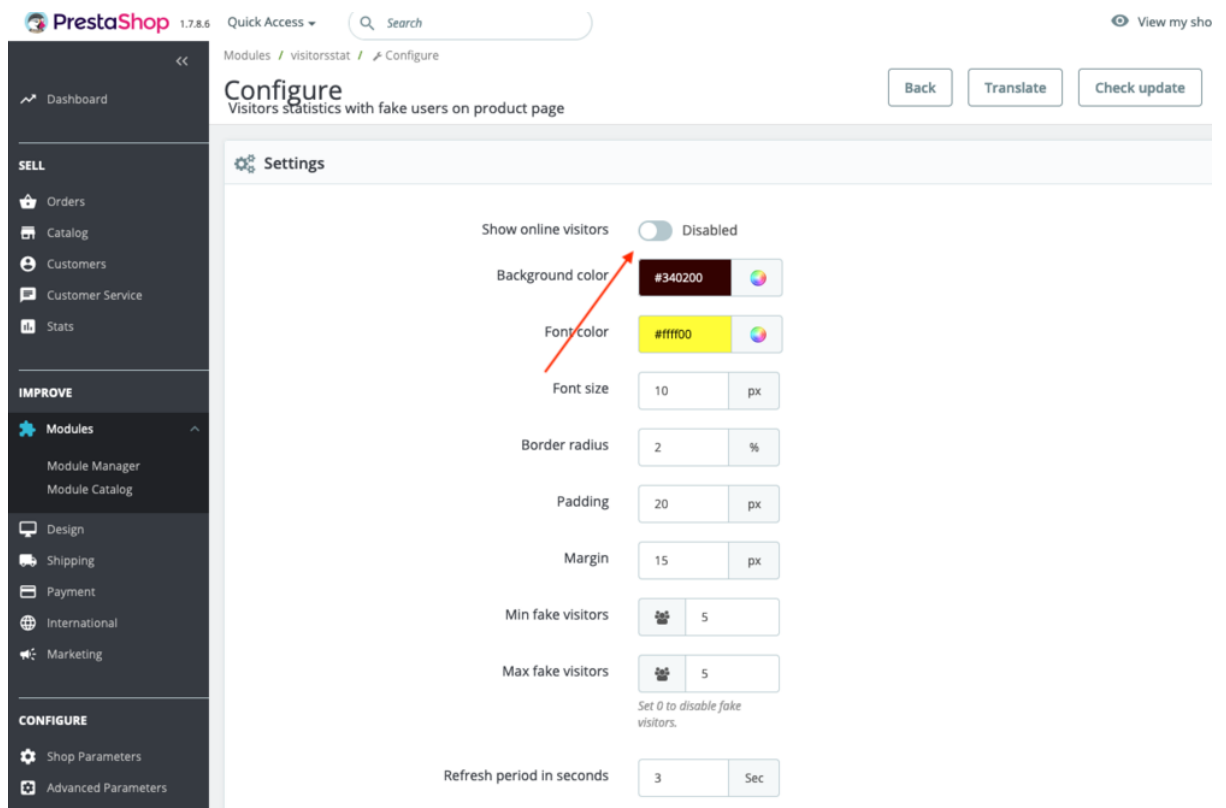 PrestaShop 1.7.8.6 Quick Access Search View my sho
Modules / visitorsstat / Configure
Configure
Visitors statistics with fake users on product page
Back Translate Check update
Dashboard
SELL
Orders
Catalog
Customers
Customer Service
Stats
IMPROVE
Modules
Module Manager
Module Catalog
Design
Shipping
Payment
International
Marketing
CONFIGURE
Shop Parameters
Advanced Parameters
Settings
Show online visitors Disabled
Background color #340200
Font color #ffff00
Font size 10 px
Border radius 2 %
Padding 20 px
Margin 15 px
Min fake visitors 5
Max fake visitors 5
Set 0 to disable fake
visitors.
Refresh period in seconds 3 Sec